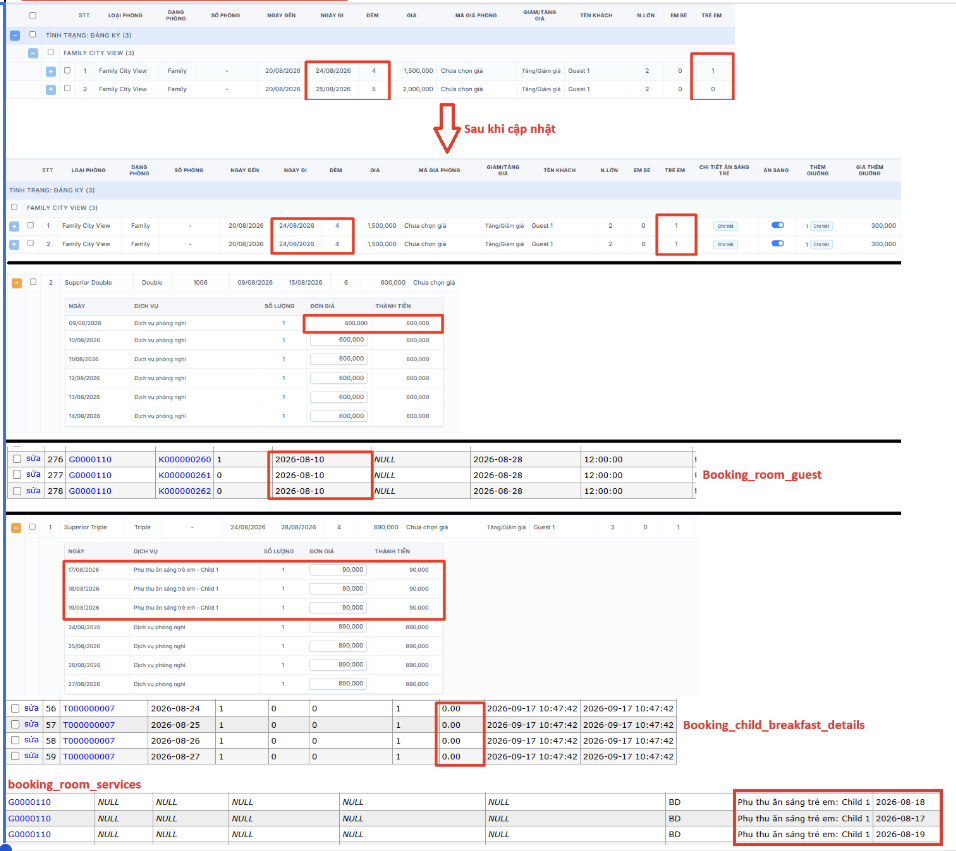 STT LOẠI PHÒNG DẠNG PHÒNG SỐ PHÒNG NGÀY ĐẾN NGÀY ĐI ĐÊM GIÁ MÃ GIÁ PHÒNG GIẢM/TĂNG GIÁ TÊN KHÁCH N.LỚN EM BÉ TRẺ EM
TÌNH TRẠNG: ĐĂNG KÝ (3)
FAMILY CITY VIEW (3)
1 Family City View Family - 20/08/2026 24/08/2026 4 1,500,000 Chưa chọn giá Tăng/Giảm giá Guest 1 2 0 1
2 Family City View Family - 20/08/2026 25/08/2026 5 2,000,000 Chưa chọn giá Tăng/Giảm giá Guest 1 2 0 0
Sau khi cập nhật
STT LOẠI PHÒNG DẠNG PHÒNG SỐ PHÒNG NGÀY ĐẾN NGÀY ĐI ĐÊM GIÁ MÃ GIÁ PHÒNG GIẢM/TĂNG GIÁ TÊN KHÁCH N.LỚN EM BÉ TRẺ EM CHI TIẾT ĂN SÁNG TRẺ ĂN SÁNG THÊM GIƯỜNG GIÁ THÊM GIƯỜNG
TÌNH TRẠNG: ĐĂNG KÝ (3)
FAMILY CITY VIEW (3)
1 Family City View Family - 20/08/2026 24/08/2026 4 1,500,000 Chưa chọn giá Tăng/Giảm giá Guest 1 2 0 1 Chi tiết 1 Chi tiết 300,000
2 Family City View Family - 20/08/2026 24/08/2026 4 1,500,000 Chưa chọn giá Tăng/Giảm giá Guest 1 2 0 1 Chi tiết 1 Chi tiết 300,000
2 Superior Double Double 1006 09/08/2026 15/08/2026 6 600,000 Chưa chọn giá
NGÀY DỊCH VỤ SỐ LƯỢNG ĐƠN GIÁ THÀNH TIỀN
09/08/2026 Dịch vụ phòng nghỉ 1 600,000 600,000
10/08/2026 Dịch vụ phòng nghỉ 1 600,000 600,000
11/08/2026 Dịch vụ phòng nghỉ 1 600,000 600,000
12/08/2026 Dịch vụ phòng nghỉ 1 600,000 600,000
13/08/2026 Dịch vụ phòng nghỉ 1 600,000 600,000
14/08/2026 Dịch vụ phòng nghỉ 1 600,000 600,000
sửa 276 G0000110 K000000260 1 2026-08-10 NULL 2026-08-28 12:00:00
sửa 277 G0000110 K000000261 0 2026-08-10 NULL 2026-08-28 12:00:00
sửa 278 G0000110 K000000262 0 2026-08-10 NULL 2026-08-28 12:00:00
Booking_room_guest
1 Superior Triple Triple - 24/08/2026 28/08/2026 4 890,000 Chưa chọn giá Tăng/Giảm giá Guest 1 3 0 1
NGÀY DỊCH VỤ SỐ LƯỢNG ĐƠN GIÁ THÀNH TIỀN
17/08/2026 Phụ thu ăn sáng trẻ em - Child 1 1 90,000 90,000
18/08/2026 Phụ thu ăn sáng trẻ em - Child 1 1 90,000 90,000
19/08/2026 Phụ thu ăn sáng trẻ em - Child 1 1 90,000 90,000
24/08/2026 Dịch vụ phòng nghỉ 1 890,000 890,000
25/08/2026 Dịch vụ phòng nghỉ 1 890,000 890,000
26/08/2026 Dịch vụ phòng nghỉ 1 890,000 890,000
27/08/2026 Dịch vụ phòng nghỉ 1 890,000 890,000
sửa 56 T000000007 2026-08-24 1 0 0 1 0.00 2026-09-17 10:47:42 2026-09-17 10:47:42
sửa 57 T000000007 2026-08-25 1 0 0 1 0.00 2026-09-17 10:47:42 2026-09-17 10:47:42
sửa 58 T000000007 2026-08-26 1 0 0 1 0.00 2026-09-17 10:47:42 2026-09-17 10:47:42
sửa 59 T000000007 2026-08-27 1 0 0 1 0.00 2026-09-17 10:47:42 2026-09-17 10:47:42
Booking_child_breakfast_details
booking_room_services
G0000110 NULL NULL NULL NULL NULL BD Phụ thu ăn sáng trẻ em: Child 1 2026-08-18
G0000110 NULL NULL NULL NULL NULL BD Phụ thu ăn sáng trẻ em: Child 1 2026-08-17
G0000110 NULL NULL NULL NULL NULL BD Phụ thu ăn sáng trẻ em: Child 1 2026-08-19